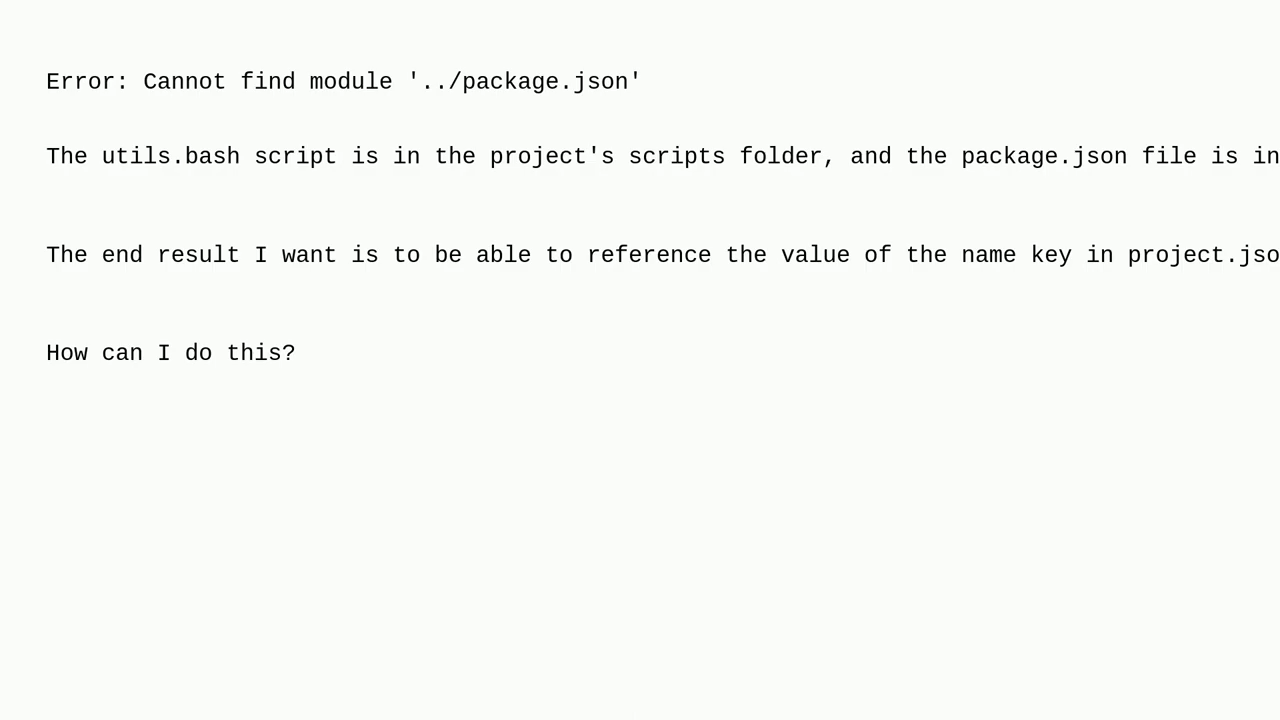 Error: Cannot find module '../package.json'
The utils.bash script is in the project's scripts folder, and the package.json file is in
The end result I want is to be able to reference the value of the name key in project.jso
How can I do this?